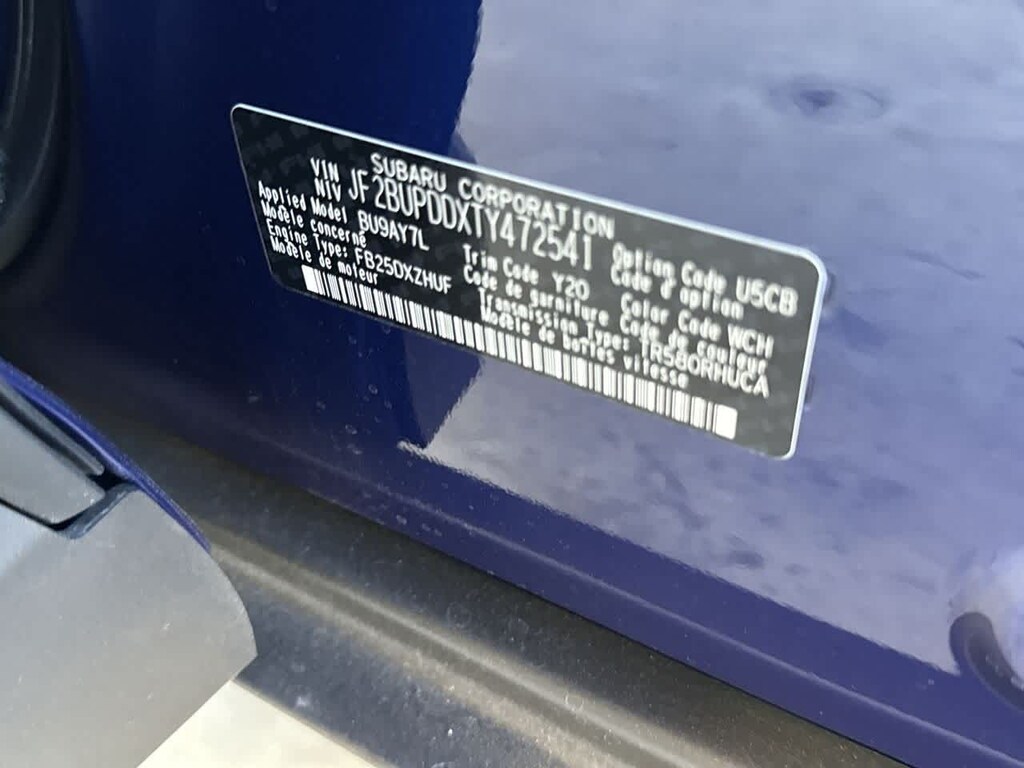 SUBARU CORPORATION
VIN
NIV JF2BUPDDXTY472541
Applied Model BU9AY7L Option Code U5CB
Modèle concerné Code d'option
Engine Type: FB25DXZHUF Trim Code Y20 Color Code WCH
Modèle de moteur Code de garniture Code de couleur
Transmission Type: TR580RHUCA
Modèle de boîtes vitesse